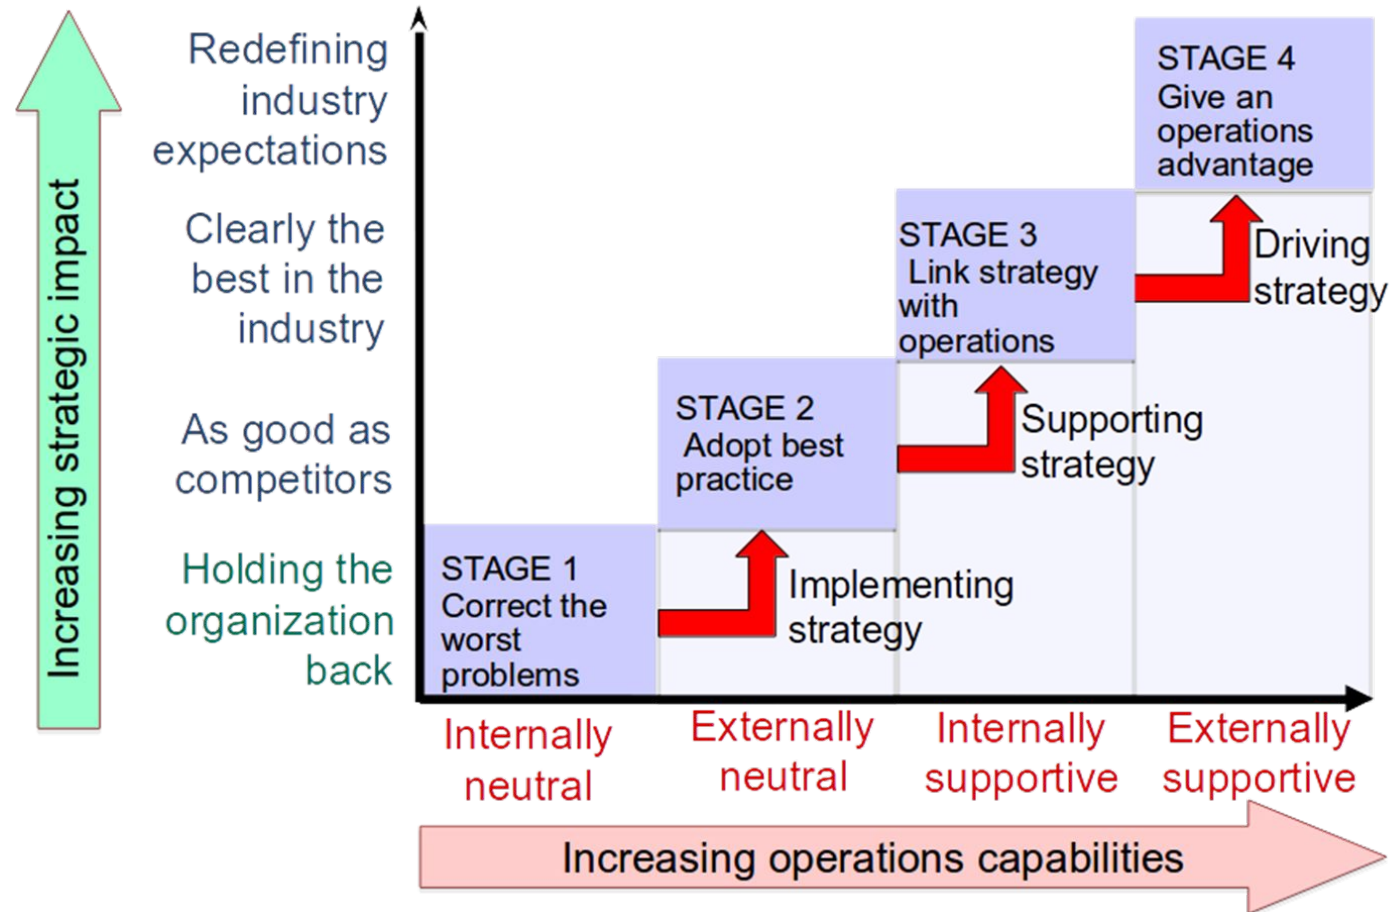 Increasing strategic impact
Redefining
industry
expectations
Clearly the
best in the
industry
As good as
competitors
Holding the
organization
back
STAGE 1
Correct the
worst
problems
STAGE 2
Adopt best
practice
STAGE 3
Link strategy
with
operations
STAGE 4
Give an
operations
advantage
Implementing
strategy
Supporting
strategy
Driving
strategy
Internally
neutral
Externally
neutral
Internally
supportive
Externally
supportive
Increasing operations capabilities